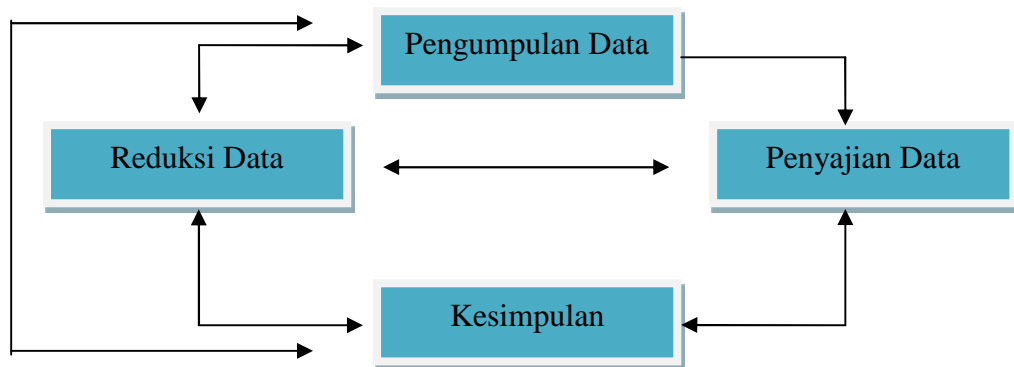 Pengumpulan Data
Reduksi Data
Penyajian Data
Kesimpulan